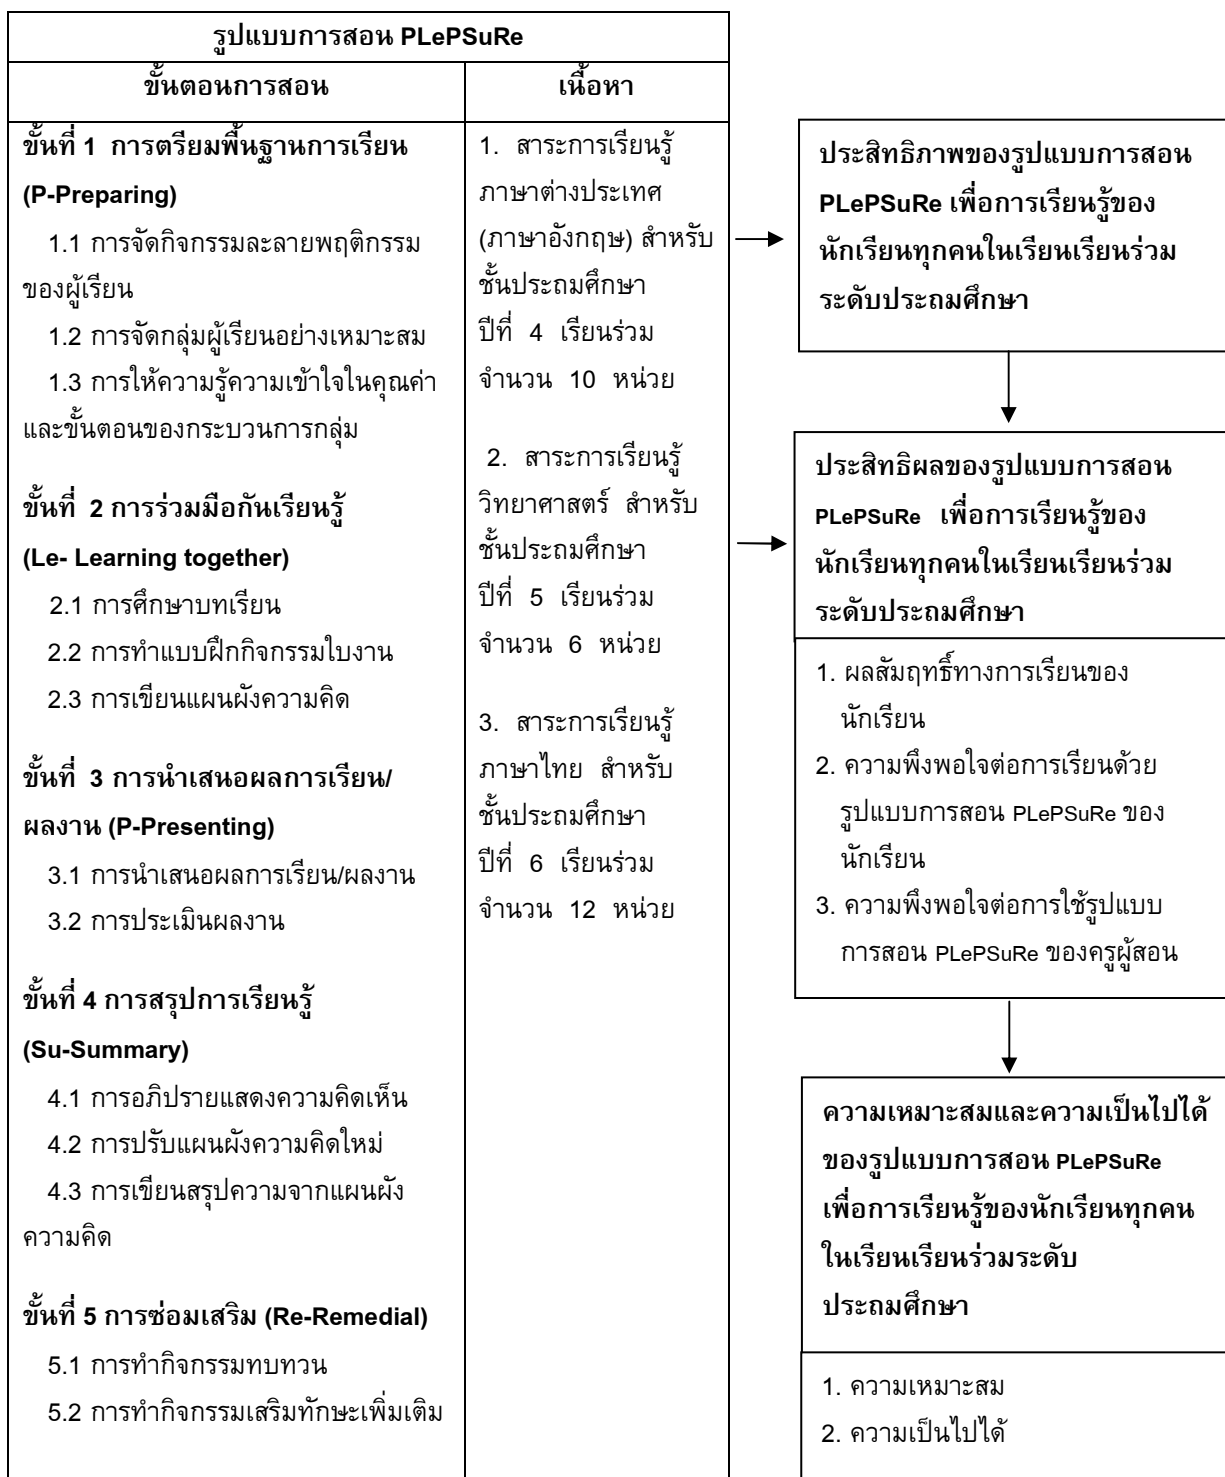 รูปแบบการสอน PLePSuRe
ขั้นตอนการสอน
เนื้อหา
ขั้นที่ 1 การตรียมพื้นฐานการเรียน
(P-Preparing)
1.1 การจัดกิจกรรมละลายพฤติกรรม
ของผู้เรียน
1.2 การจัดกลุ่มผู้เรียนอย่างเหมาะสม
1.3 การให้ความรู้ความเข้าใจในคุณค่า
และขั้นตอนของกระบวนการกลุ่ม
ขั้นที่ 2 การร่วมมือกันเรียนรู้
(Le- Learning together)
2.1 การศึกษาบทเรียน
2.2 การทำแบบฝึกกิจกรรมใบงาน
2.3 การเขียนแผนผังความคิด
ขั้นที่ 3 การนำเสนอผลการเรียน/
ผลงาน (P-Presenting)
3.1 การนำเสนอผลการเรียน/ผลงาน
3.2 การประเมินผลงาน
ขั้นที่ 4 การสรุปการเรียนรู้
(Su-Summary)
4.1 การอภิปรายแสดงความคิดเห็น
4.2 การปรับแผนผังความคิดใหม่
4.3 การเขียนสรุปความจากแผนผัง
ความคิด
ขั้นที่ 5 การซ่อมเสริม (Re-Remedial)
5.1 การทำกิจกรรมทบทวน
5.2 การทำกิจกรรมเสริมทักษะเพิ่มเติม
1. สาระการเรียนรู้
ภาษาต่างประเทศ
(ภาษาอังกฤษ) สำหรับ
ชั้นประถมศึกษา
ปีที่ 4 เรียนร่วม
จำนวน 10 หน่วย
2. สาระการเรียนรู้
วิทยาศาสตร์ สำหรับ
ชั้นประถมศึกษา
ปีที่ 5 เรียนร่วม
จำนวน 6 หน่วย
3. สาระการเรียนรู้
ภาษาไทย สำหรับ
ชั้นประถมศึกษา
ปีที่ 6 เรียนร่วม
จำนวน 12 หน่วย
ประสิทธิภาพของรูปแบบการสอน
PLePSuRe เพื่อการเรียนรู้ของ
นักเรียนทุกคนในเรียนเรียนร่วม
ระดับประถมศึกษา
ประสิทธิผลของรูปแบบการสอน
PLePSuRe เพื่อการเรียนรู้ของ
นักเรียนทุกคนในเรียนเรียนร่วม
ระดับประถมศึกษา
1. ผลสัมฤทธิ์ทางการเรียนของ
นักเรียน
2. ความพึงพอใจต่อการเรียนด้วย
รูปแบบการสอน PLePSuRe ของ
นักเรียน
3. ความพึงพอใจต่อการใช้รูปแบบ
การสอน PLePSuRe ของครูผู้สอน
ความเหมาะสมและความเป็นไปได้
ของรูปแบบการสอน PLePSuRe
เพื่อการเรียนรู้ของนักเรียนทุกคน
ในเรียนเรียนร่วมระดับ
ประถมศึกษา
1. ความเหมาะสม
2. ความเป็นไปได้